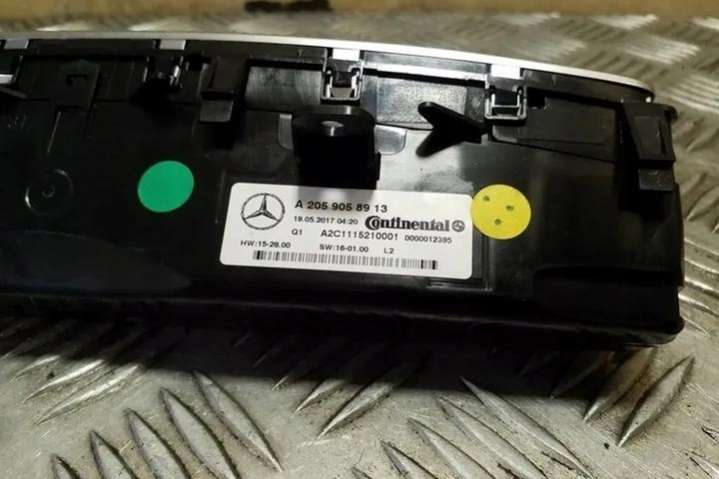 A 205 905 89 13
19.05.2017 04:20 Continental
Q1 A2C1115210001 0000012395
HW:15-28.00 SW:16-01.00 L2